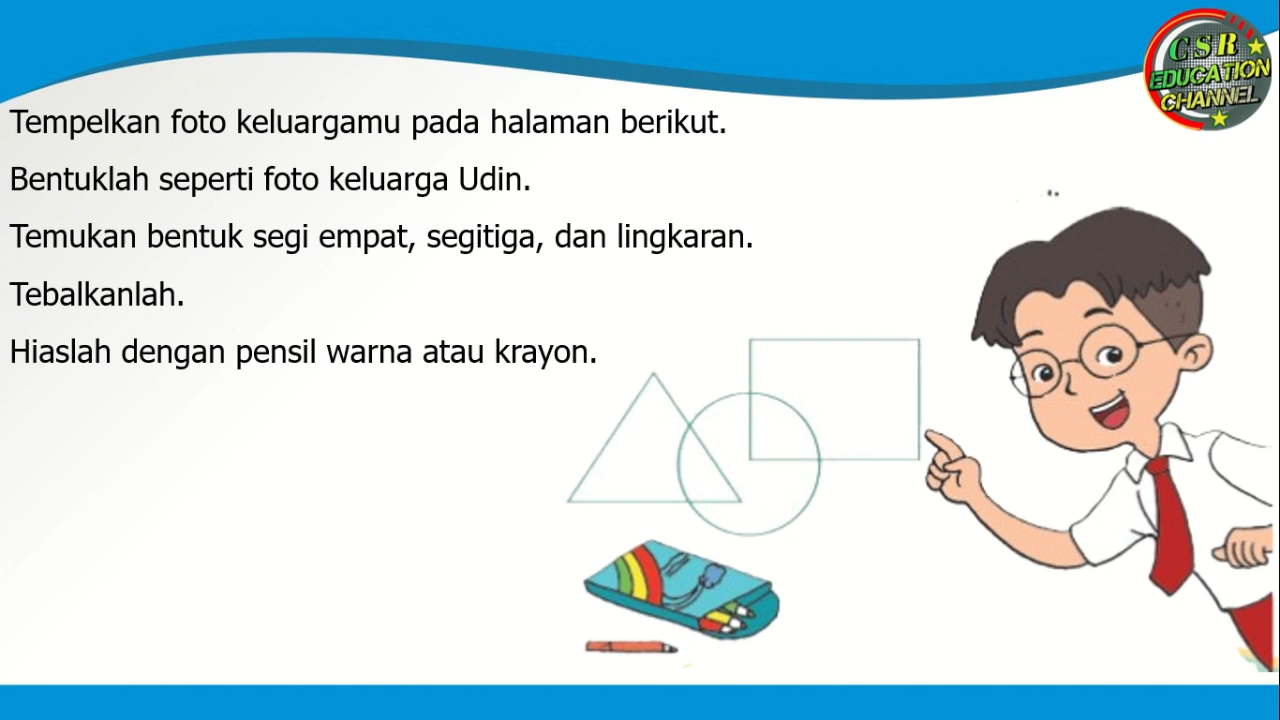 CSR
EDUCATION
CHANNEL
Tempelkan foto keluargamu pada halaman berikut.
Bentuklah seperti foto keluarga Udin.
Temukan bentuk segi empat, segitiga, dan lingkaran.
Tebalkanlah.
Hiaslah dengan pensil warna atau krayon.